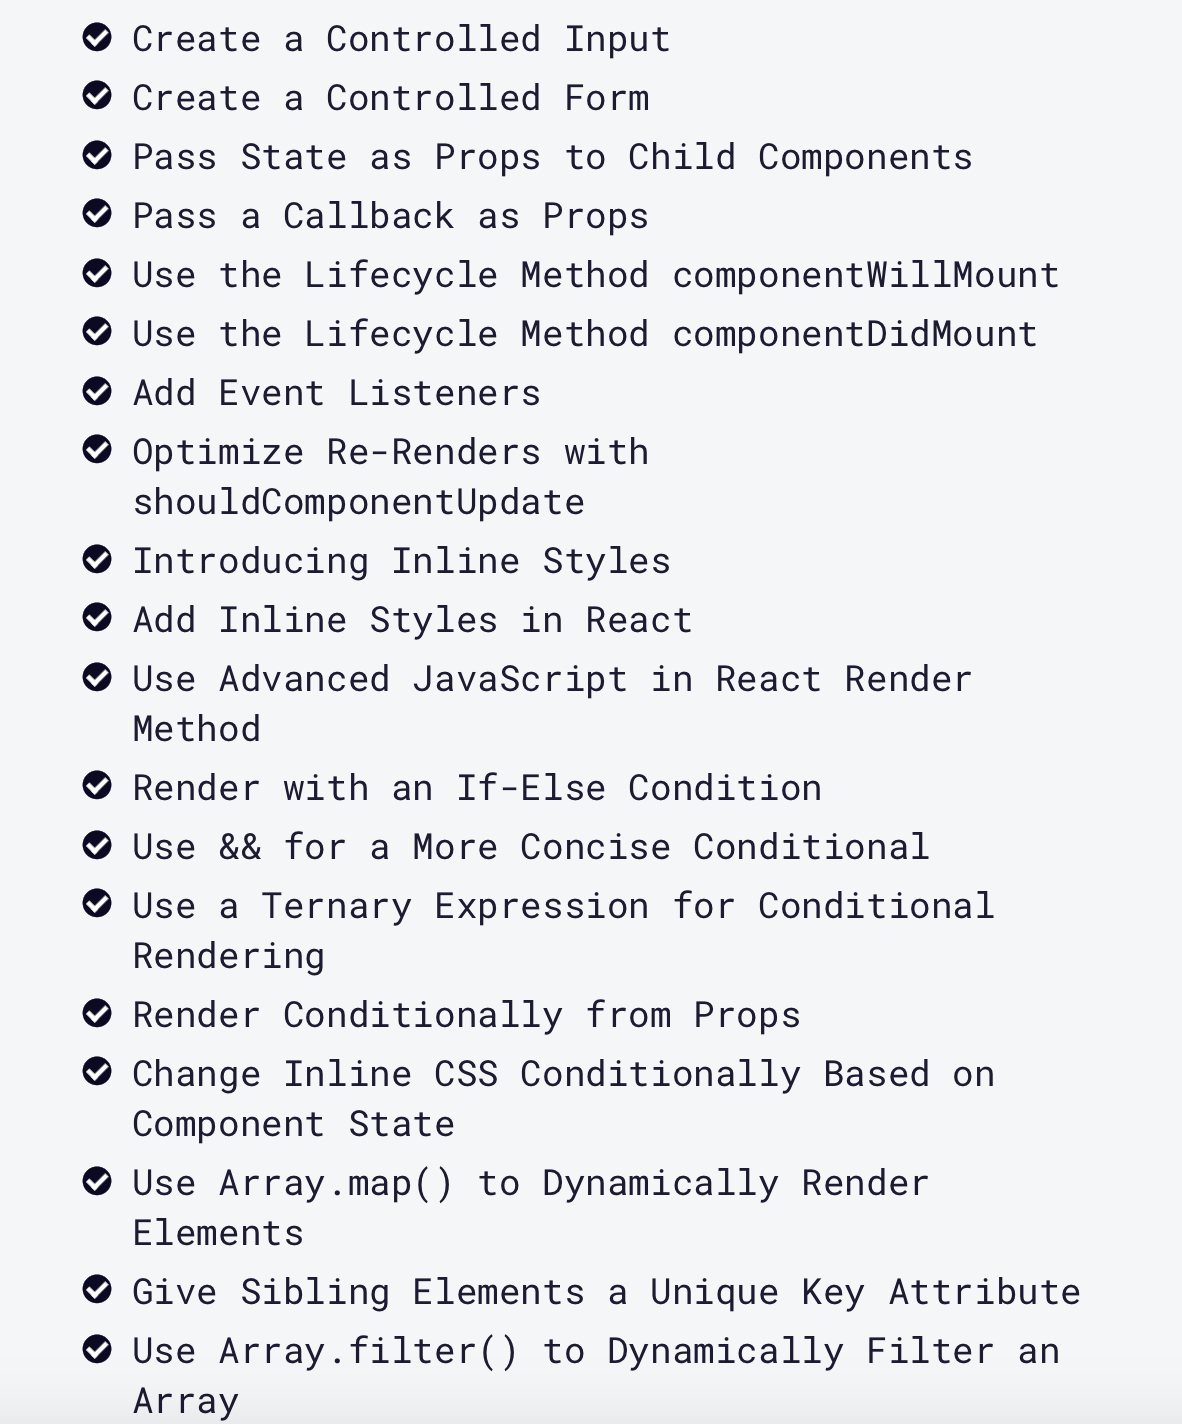 Create a Controlled Input
Create a Controlled Form
Pass State as Props to Child Components
Pass a Callback as Props
Use the Lifecycle Method componentWillMount
Use the Lifecycle Method componentDidMount
Add Event Listeners
Optimize Re-Renders with
shouldComponentUpdate
Introducing Inline Styles
Add Inline Styles in React
Use Advanced JavaScript in React Render
Method
Render with an If-Else Condition
Use && for a More Concise Conditional
Use a Ternary Expression for Conditional
Rendering
Render Conditionally from Props
Change Inline CSS Conditionally Based on
Component State
Use Array.map() to Dynamically Render
Elements
Give Sibling Elements a Unique Key Attribute
Use Array.filter() to Dynamically Filter an
Array